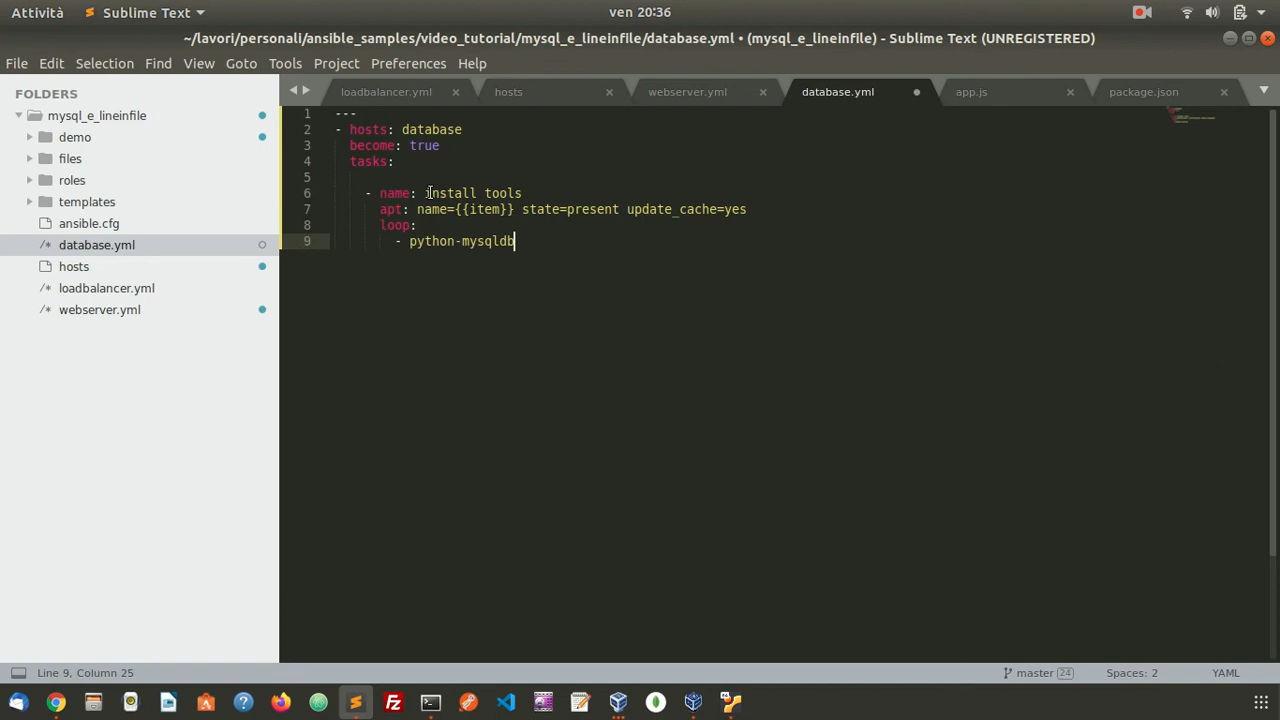 Attività
Sublime Text
ven 20:36
~/lavori/personali/ansible_samples/video_tutorial/mysql_e_lineinfile/database.yml • (mysql_e_lineinfile) - Sublime Text (UNREGISTERED)
File Edit Selection Find View Goto Tools Project Preferences Help
FOLDERS
mysql_e_lineinfile
demo
files
roles
templates
ansible.cfg
/* database.yml
hosts
/* loadbalancer.yml
/* webserver.yml
loadbalancer.yml
hosts
webserver.yml
database.yml
app.js
package.json
1 ---
2 - hosts: database
3 become: true
4 tasks:
5
6 - name: install tools
7 apt: name={{item}} state=present update_cache=yes
8 loop:
9 - python-mysqldb
Line 9, Column 25
master 24
Spaces: 2
YAML